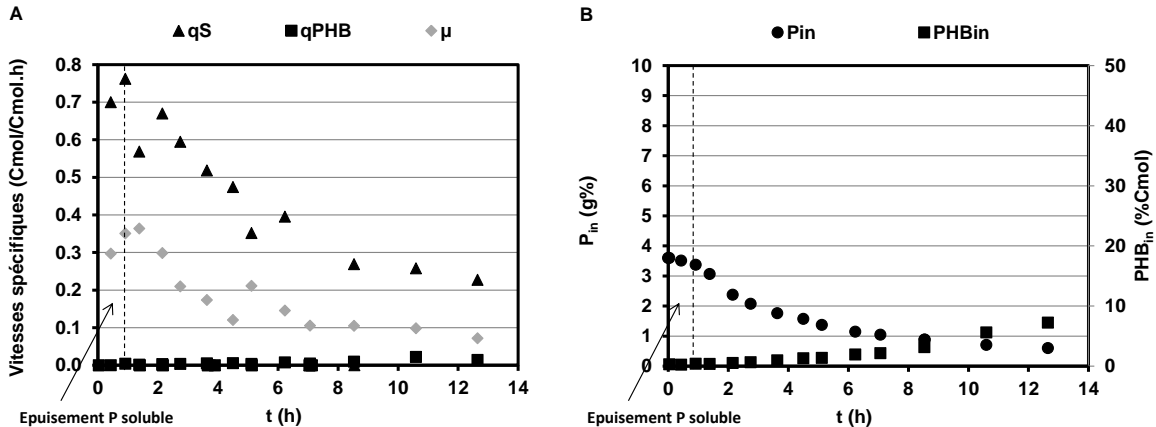 A
qS qPHB µ
Vitesses spécifiques (Cmol/Cmol.h)
0.8
0.7
0.6
0.5
0.4
0.3
0.2
0.1
0.0
0 2 4 6 8 10 12 14
t (h)
Epuisement P soluble
B
Pin PHBin
P_in (g%)
10
9
8
7
6
5
4
3
2
1
0
50
40
30
20
10
0
PHB_in (%Cmol)
0 2 4 6 8 10 12 14
t (h)
Epuisement P soluble